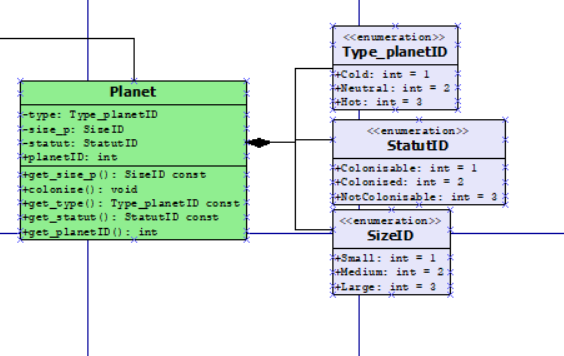 Planet
-type: Type_planetID
-size_p: SizeID
-statut: StatutID
+planetID: int
+get_size_p(): SizeID const
+colonise(): void
+get_type(): Type_planetID const
+get_statut(): StatutID const
+get_planetID(): int
<<enumeration>>
Type_planetID
+Cold: int = 1
+Neutral: int = 2
+Hot: int = 3
<<enumeration>>
StatutID
+Colonisable: int = 1
+Colonised: int = 2
+NotColonisable: int = 3
<<enumeration>>
SizeID
+Small: int = 1
+Medium: int = 2
+Large: int = 3